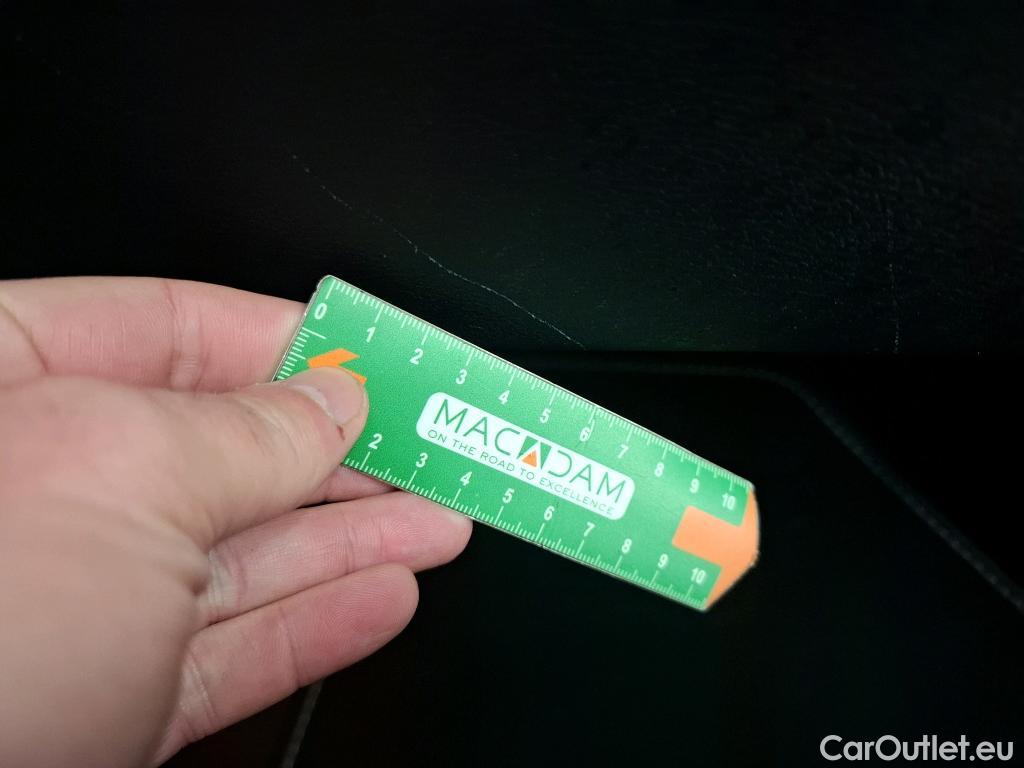 0 1 2 3 4 5 6 7 8 9 10
MACADAM
ON THE ROAD TO EXCELLENCE
2 3 4 5 6 7 8 9 10
CarOutlet.eu